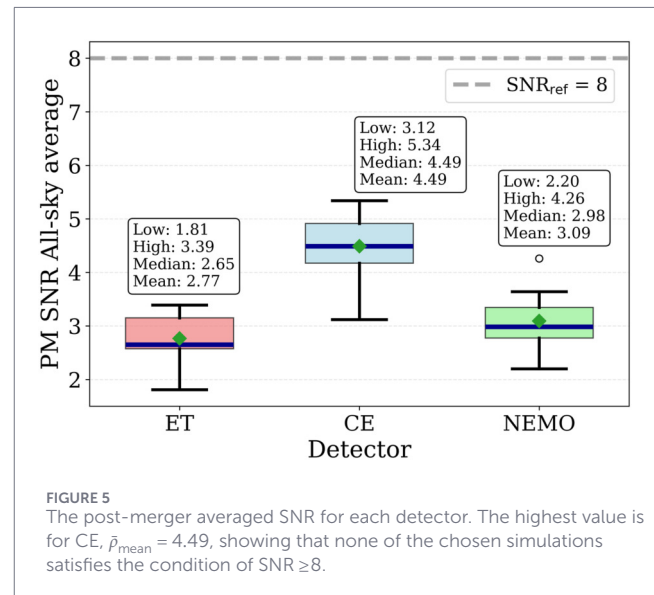 8
7
6
5
4
3
2
PM SNR All-sky average
SNRref = 8
Low: 3.12
High: 5.34
Median: 4.49
Mean: 4.49
Low: 2.20
High: 4.26
Median: 2.98
Mean: 3.09
Low: 1.81
High: 3.39
Median: 2.65
Mean: 2.77
ET
CE
NEMO
Detector
FIGURE 5
The post-merger averaged SNR for each detector. The highest value is
for CE, ρ̄mean = 4.49, showing that none of the chosen simulations
satisfies the condition of SNR ≥8.